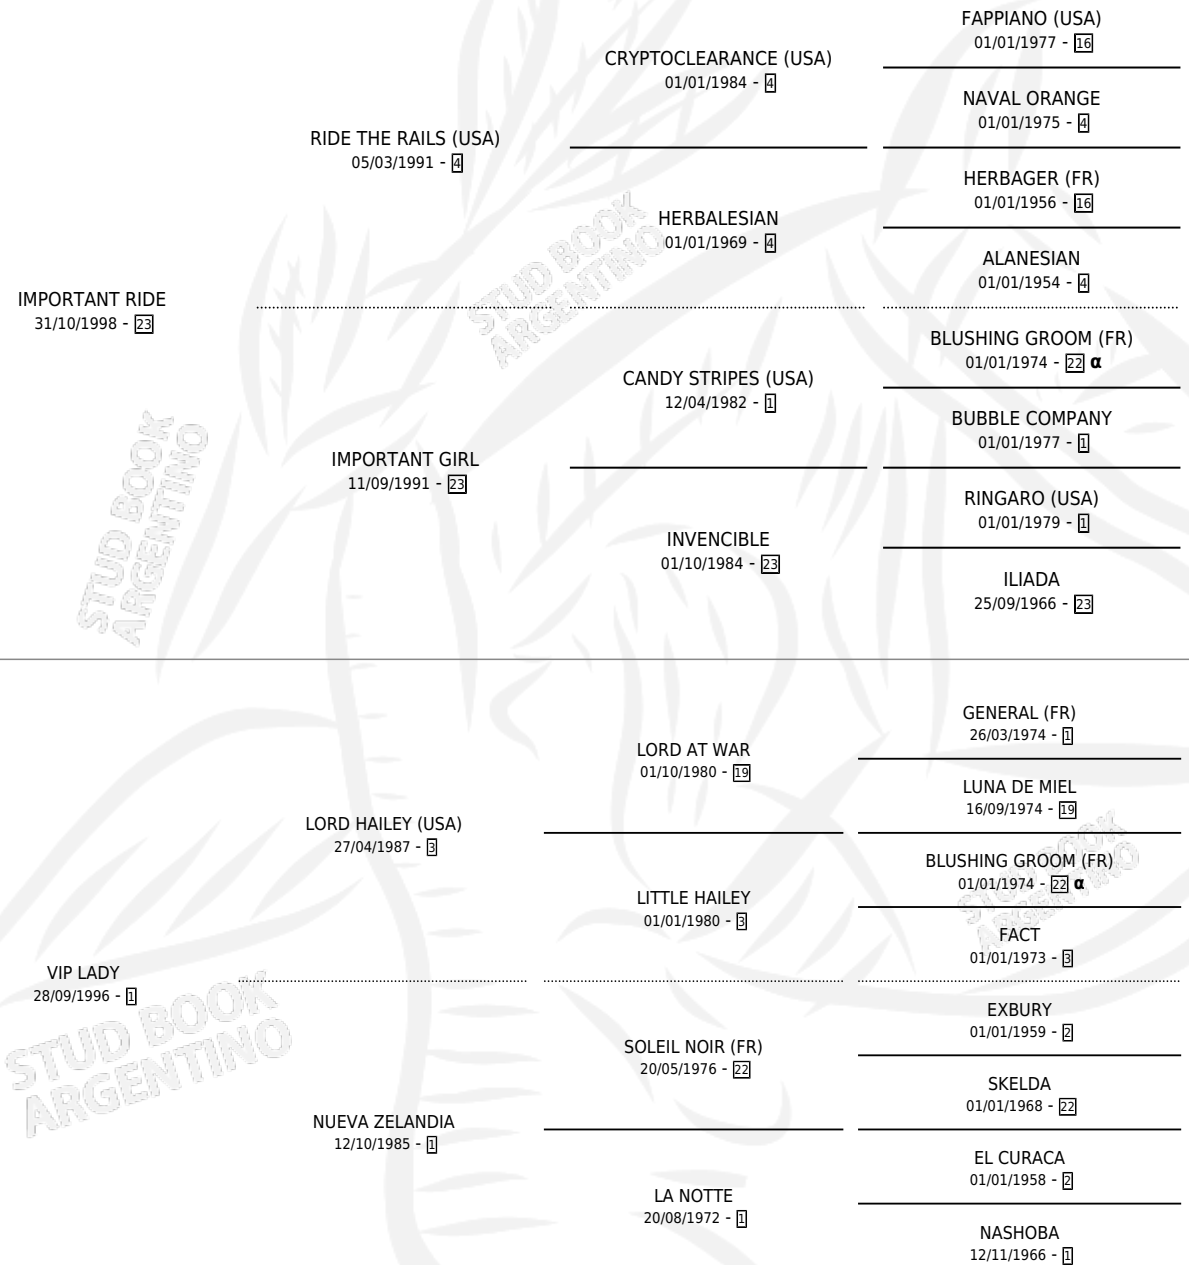 FAPPIANO (USA)
01/01/1977 - 16
CRYPTOCLEARANCE (USA)
01/01/1984 - 4
NAVAL ORANGE
01/01/1975 - 4
RIDE THE RAILS (USA)
05/03/1991 - 4
HERBAGER (FR)
01/01/1956 - 16
HERBALESIAN
01/01/1969 - 4
ALANESIAN
01/01/1954 - 4
IMPORTANT RIDE
31/10/1998 - 23
BLUSHING GROOM (FR)
01/01/1974 - 22 α
CANDY STRIPES (USA)
12/04/1982 - 1
BUBBLE COMPANY
01/01/1977 - 1
IMPORTANT GIRL
11/09/1991 - 23
RINGARO (USA)
01/01/1979 - 1
INVENCIBLE
01/10/1984 - 23
ILIADA
25/09/1966 - 23
GENERAL (FR)
26/03/1974 - 1
LORD AT WAR
01/10/1980 - 19
LUNA DE MIEL
16/09/1974 - 19
LORD HAILEY (USA)
27/04/1987 - 3
BLUSHING GROOM (FR)
01/01/1974 - 22 α
LITTLE HAILEY
01/01/1980 - 3
FACT
01/01/1973 - 3
VIP LADY
28/09/1996 - 1
EXBURY
01/01/1959 - 2
SOLEIL NOIR (FR)
20/05/1976 - 22
SKELDA
01/01/1968 - 22
NUEVA ZELANDIA
12/10/1985 - 1
EL CURACA
01/01/1958 - 2
LA NOTTE
20/08/1972 - 1
NASHOBA
12/11/1966 - 1
STUD BOOK
ARGENTINO
STUD BOOK
ARGENTINO
STUD BOOK
ARGENTINO
STUD BOOK
ARGENTINO